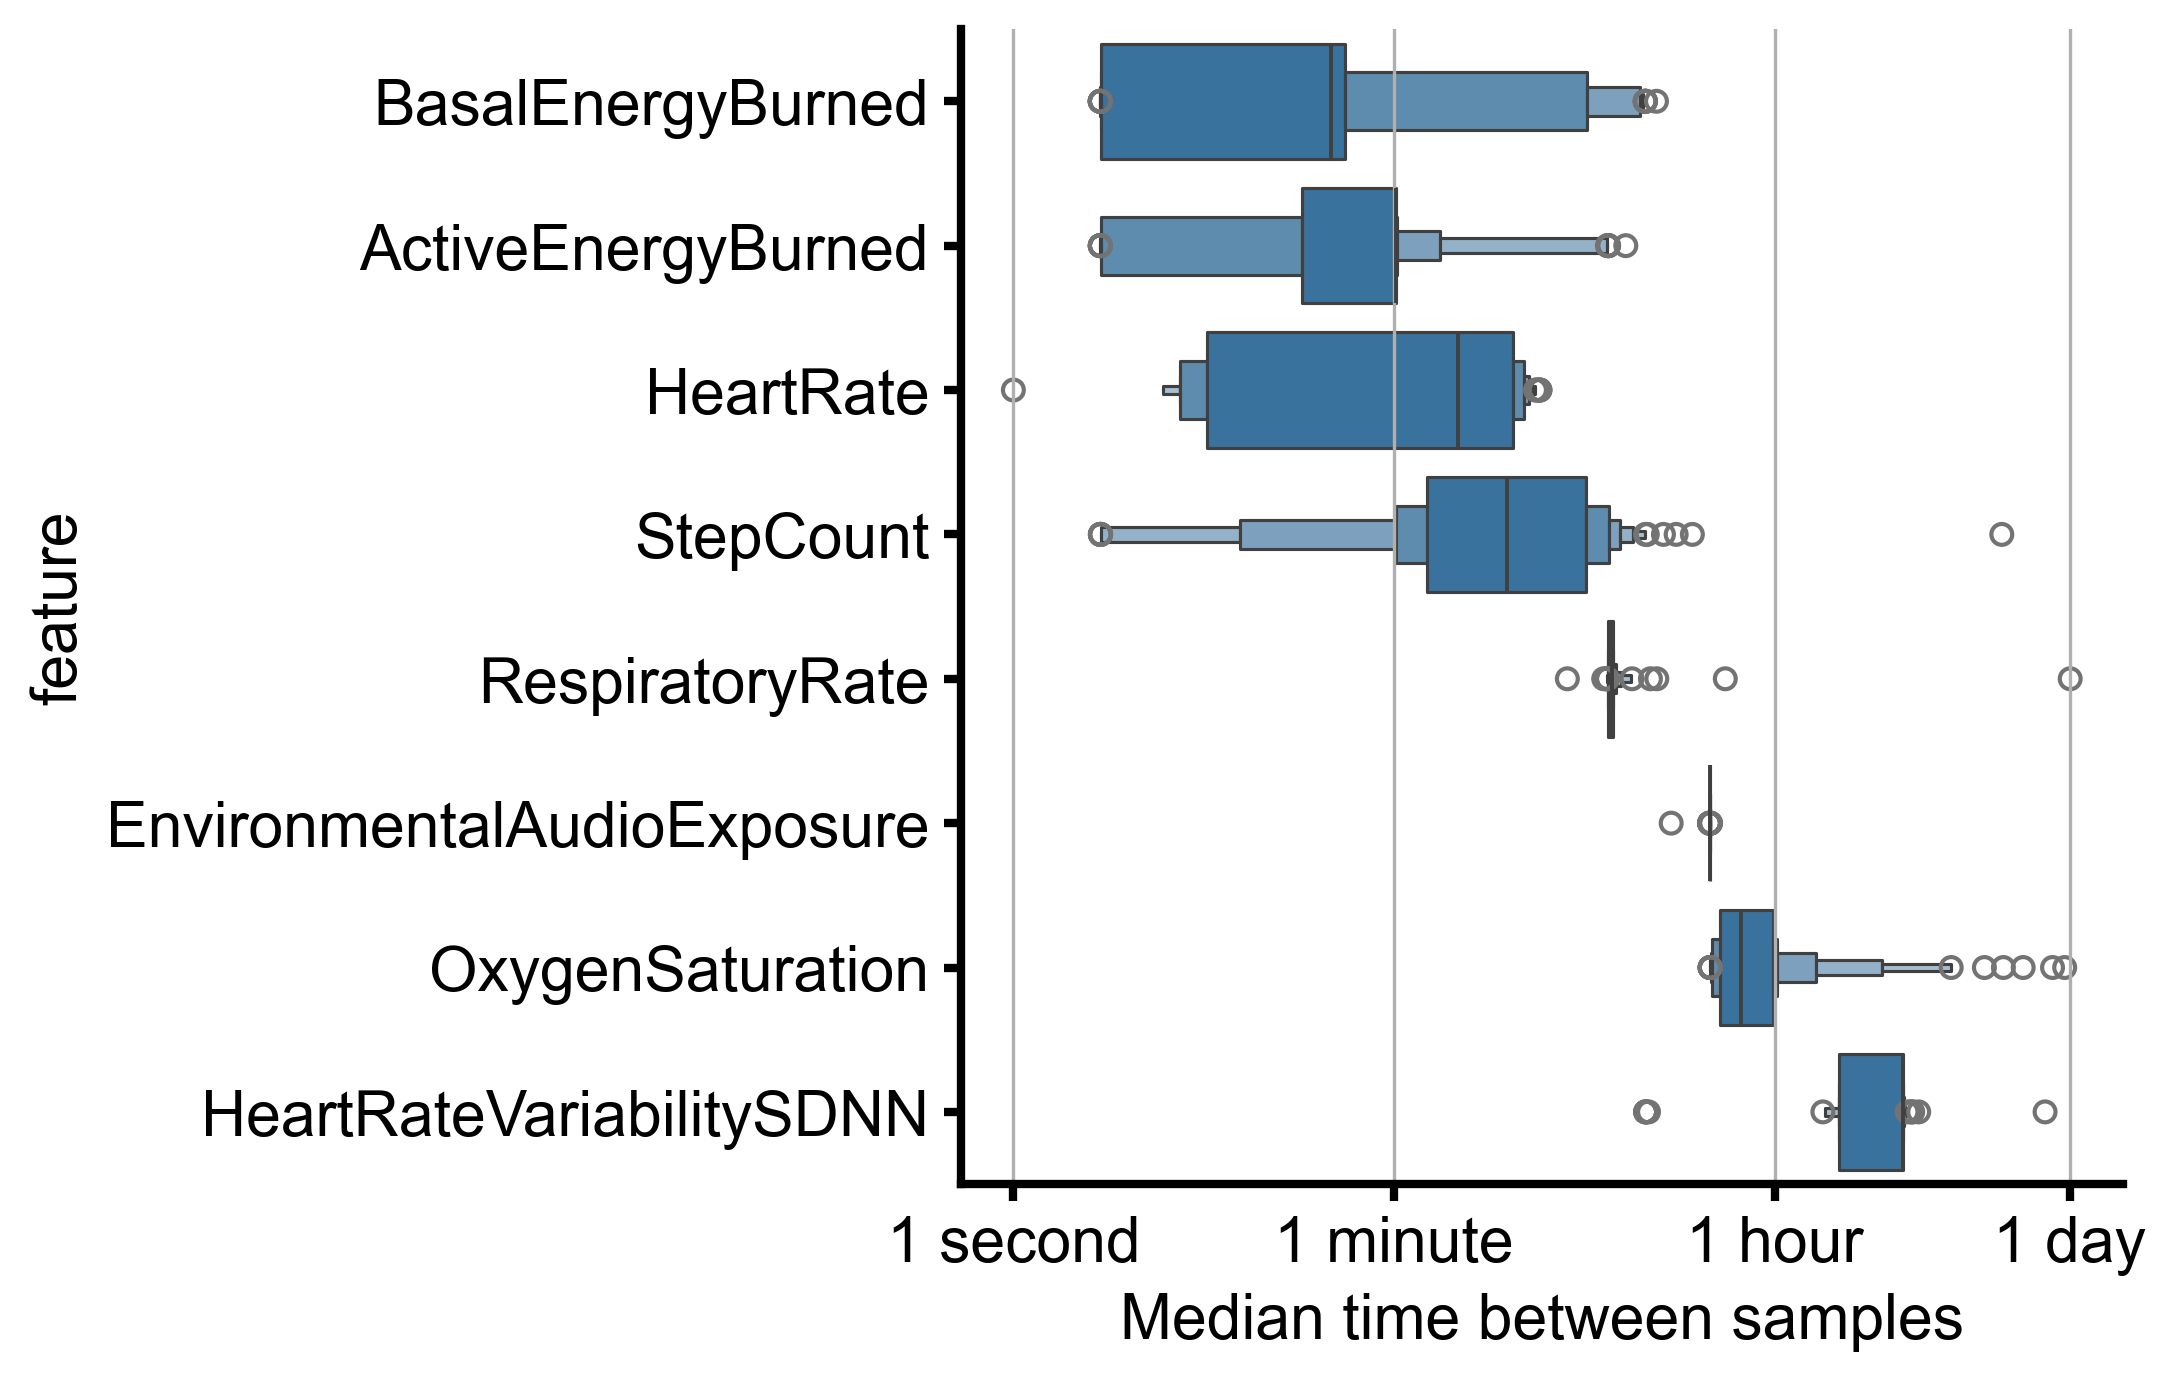 BasalEnergyBurned
ActiveEnergyBurned
HeartRate
StepCount
RespiratoryRate
EnvironmentalAudioExposure
OxygenSaturation
HeartRateVariabilitySDNN
feature
1 second
1 minute
1 hour
1 day
Median time between samples